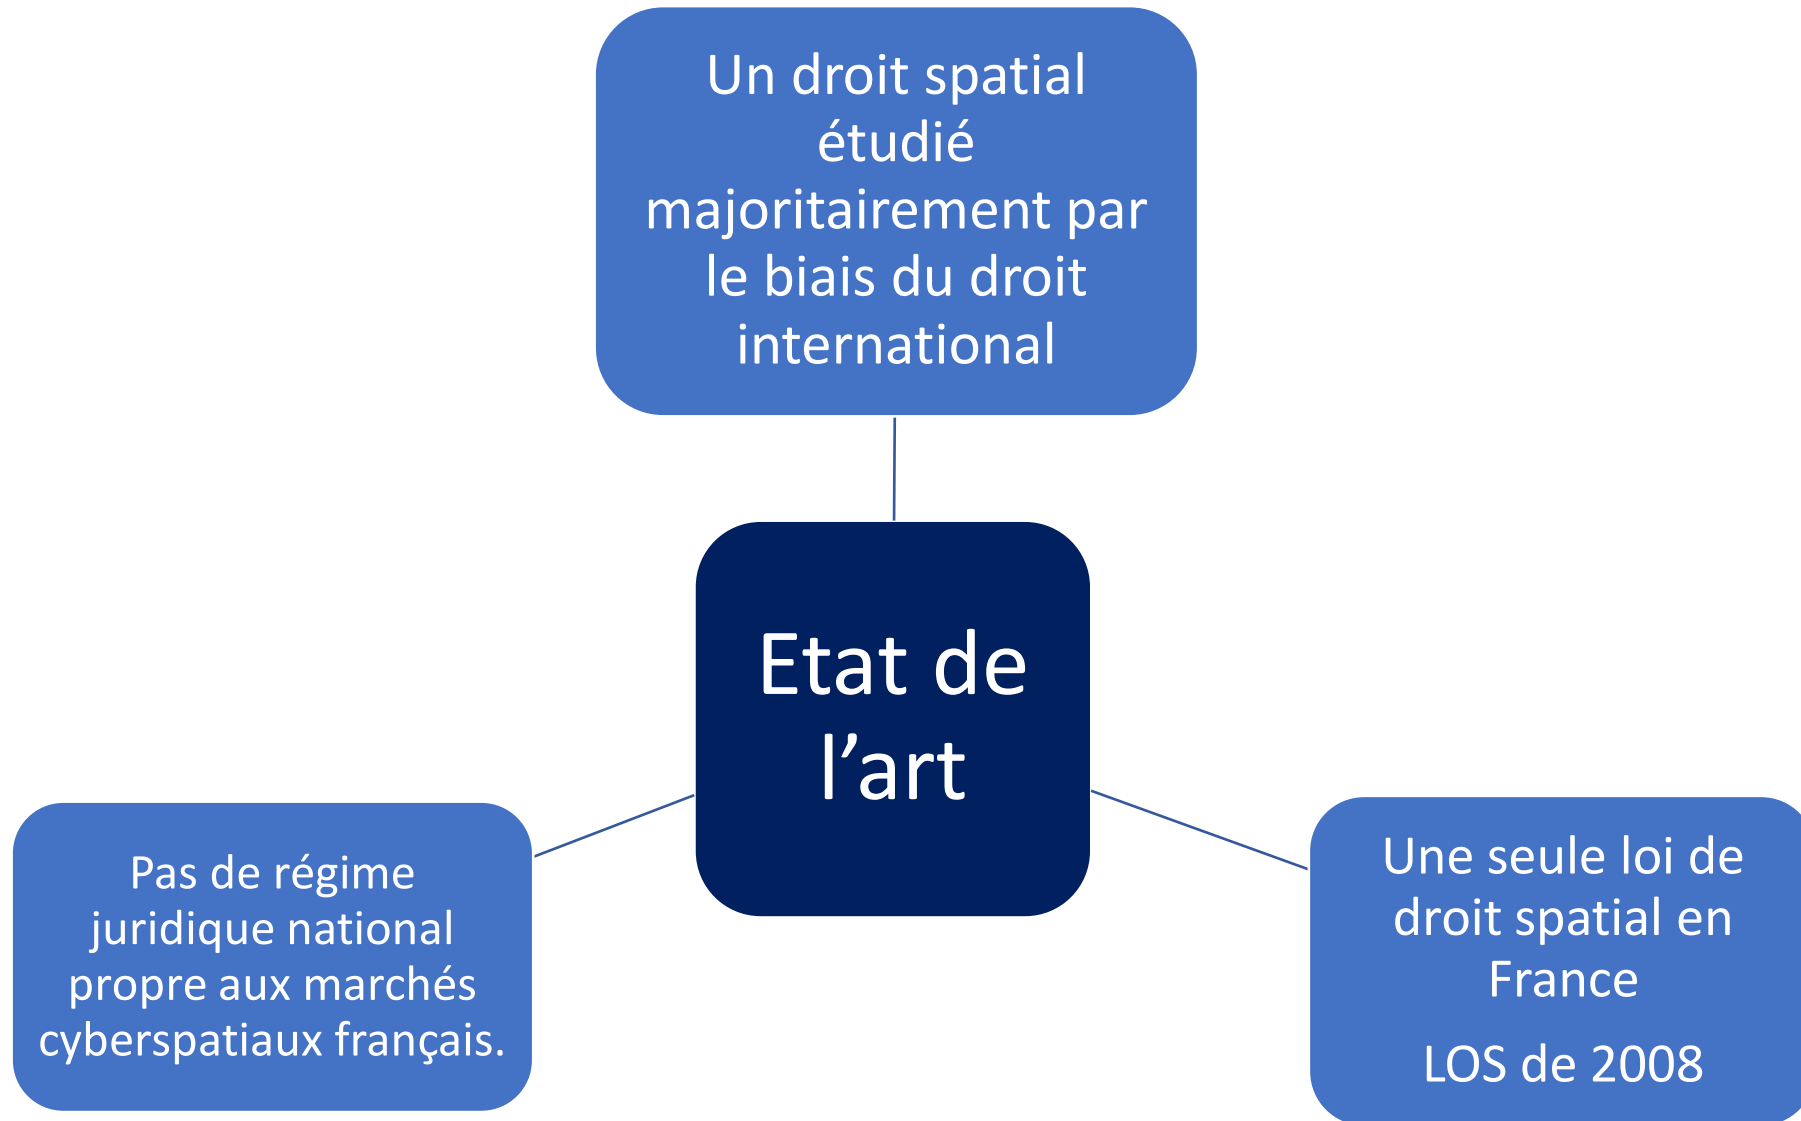 Un droit spatial
étudié
majoritairement par
le biais du droit
international
Etat de
l’art
Pas de régime
juridique national
propre aux marchés
cyberspatiaux français.
Une seule loi de
droit spatial en
France
LOS de 2008